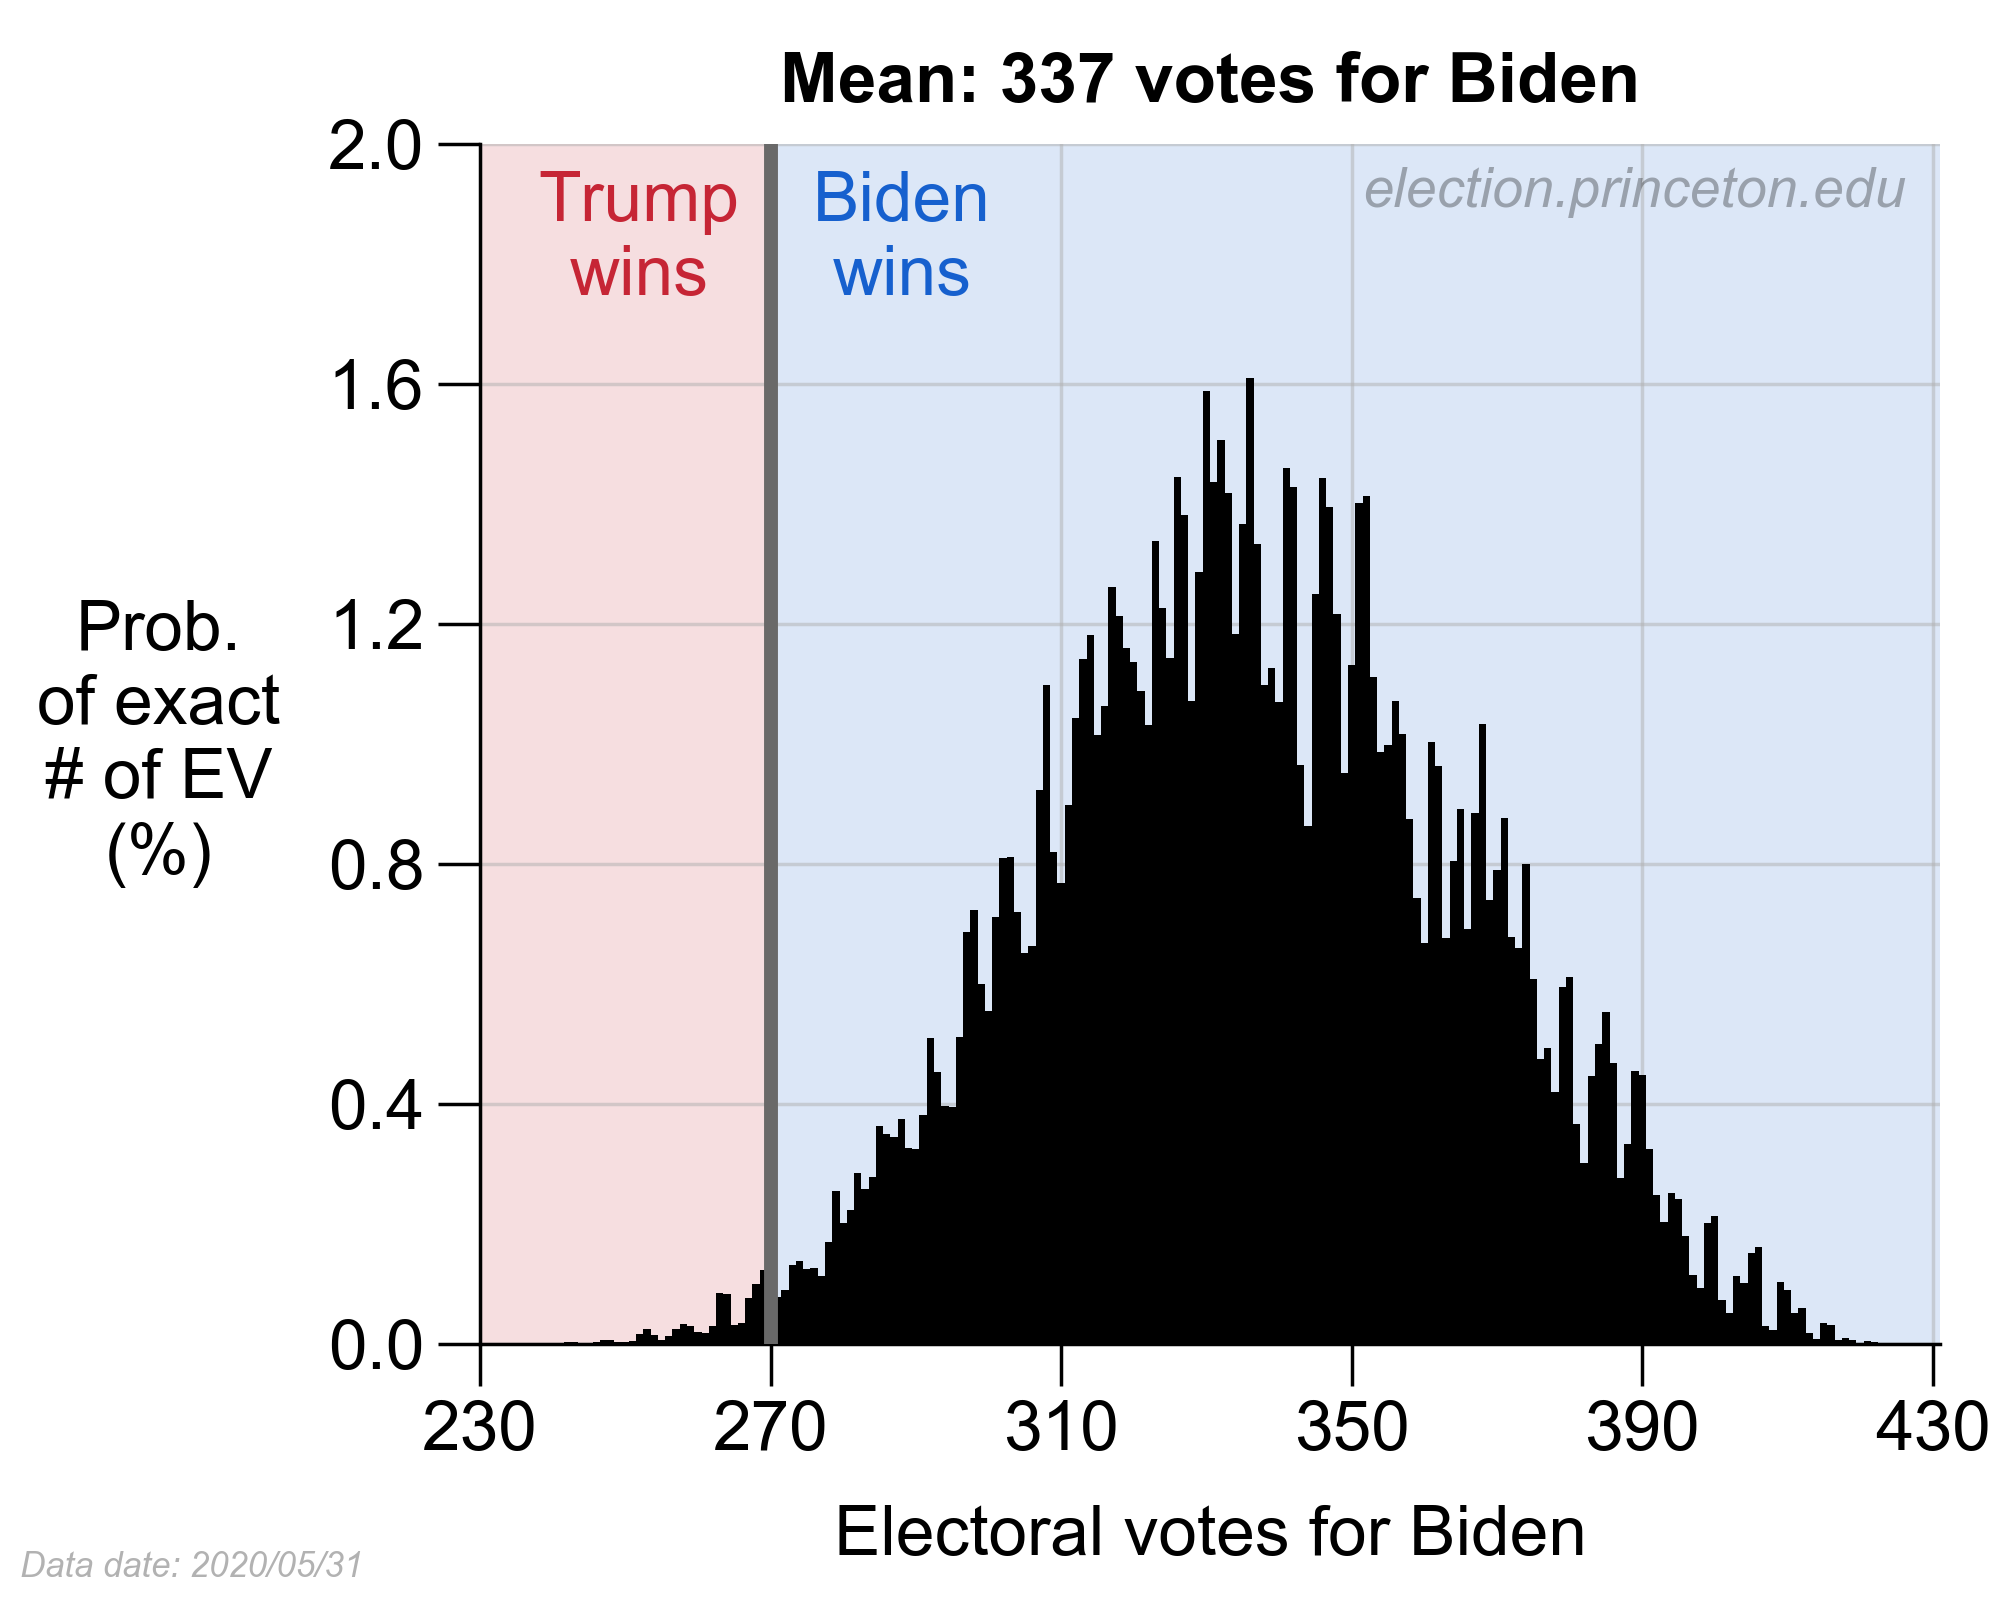 Mean: 337 votes for Biden
2.0
Trump
wins
Biden
wins
election.princeton.edu
1.6
1.2
Prob.
of exact
# of EV
(%)
0.8
0.4
0.0
230 270 310 350 390 430
Electoral votes for Biden
Data date: 2020/05/31